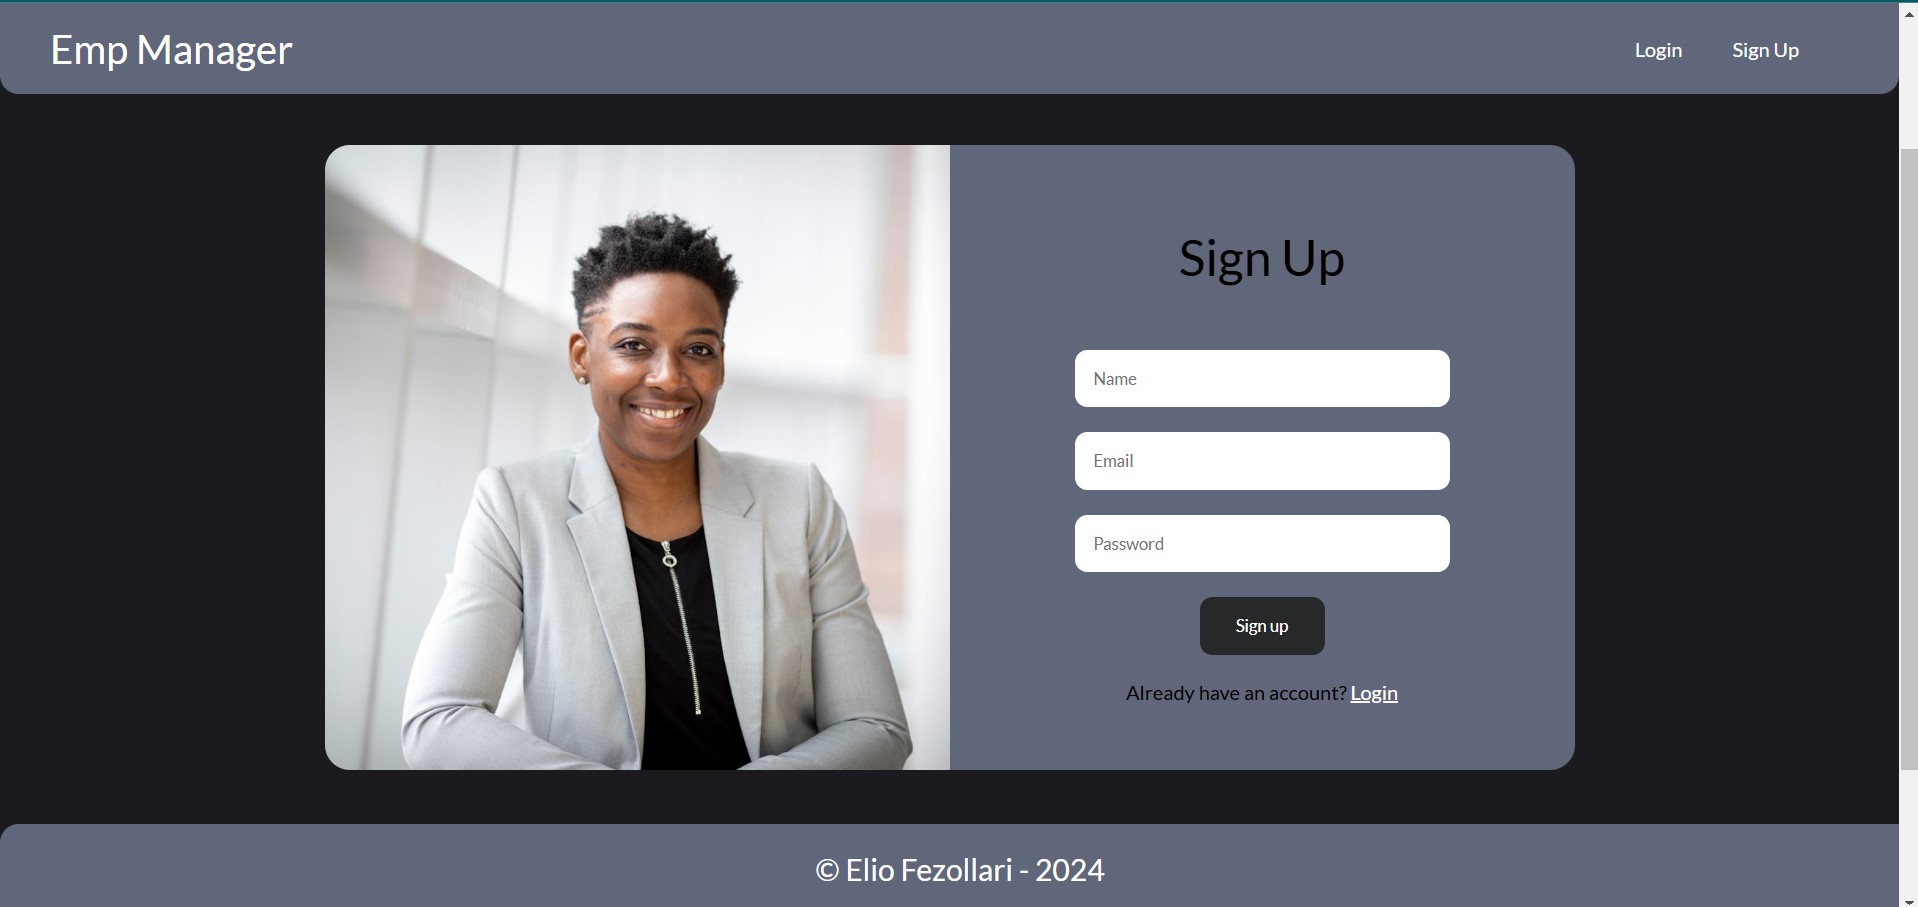 Emp Manager
Login
Sign Up
Sign Up
Name
Email
Password
Sign up
Already have an account? Login
© Elio Fezollari - 2024